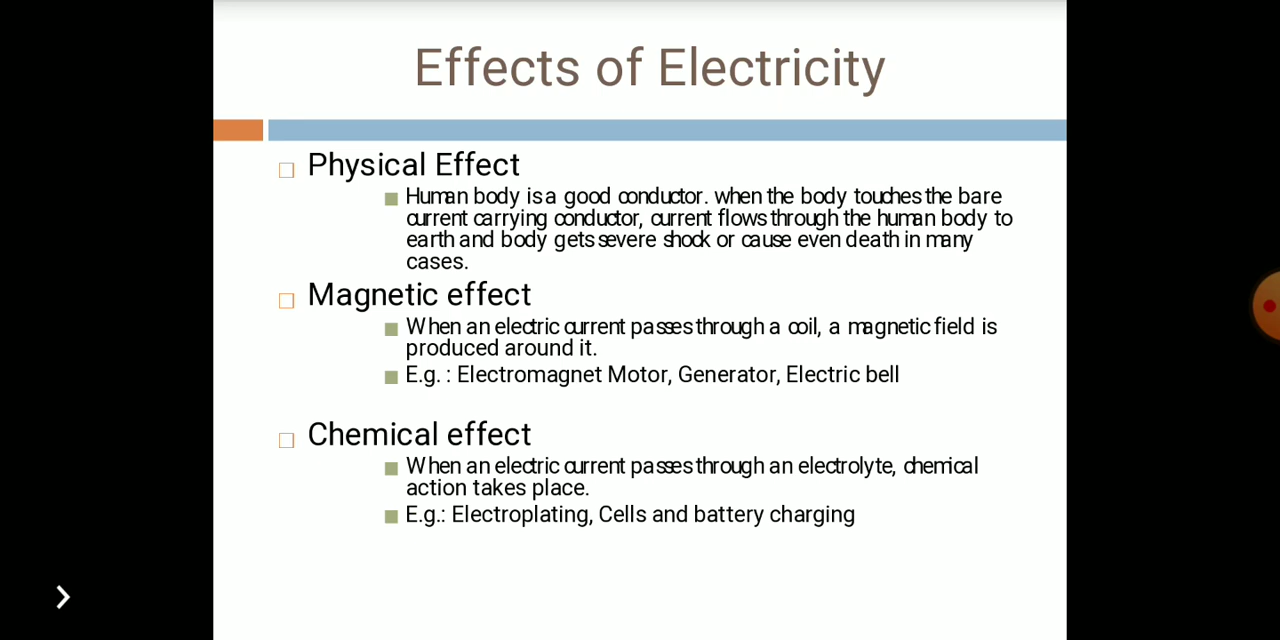 Effects of Electricity
Physical Effect
Human body is a good conductor. when the body touches the bare
current carrying conductor, current flows through the human body to
earth and body gets severe shock or cause even death in many
cases.
Magnetic effect
When an electric current passes through a coil, a magnetic field is
produced around it.
E.g. : Electromagnet Motor, Generator, Electric bell
Chemical effect
When an electric current passes through an electrolyte, chemical
action takes place.
E.g.: Electroplating, Cells and battery charging